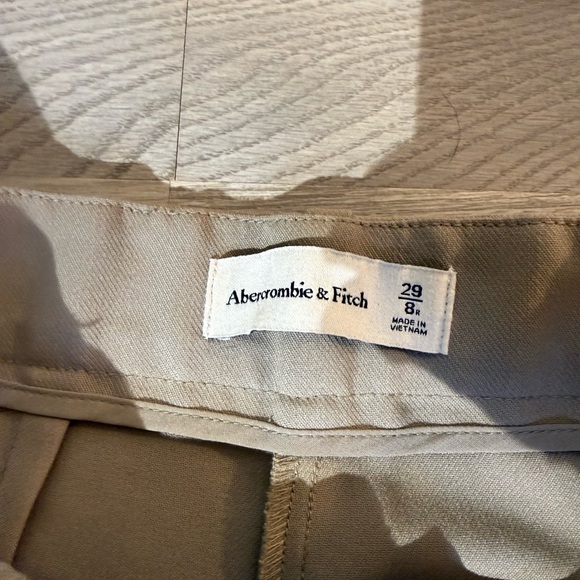 Abercrombie & Fitch
29
8R
MADE IN
VIETNAM